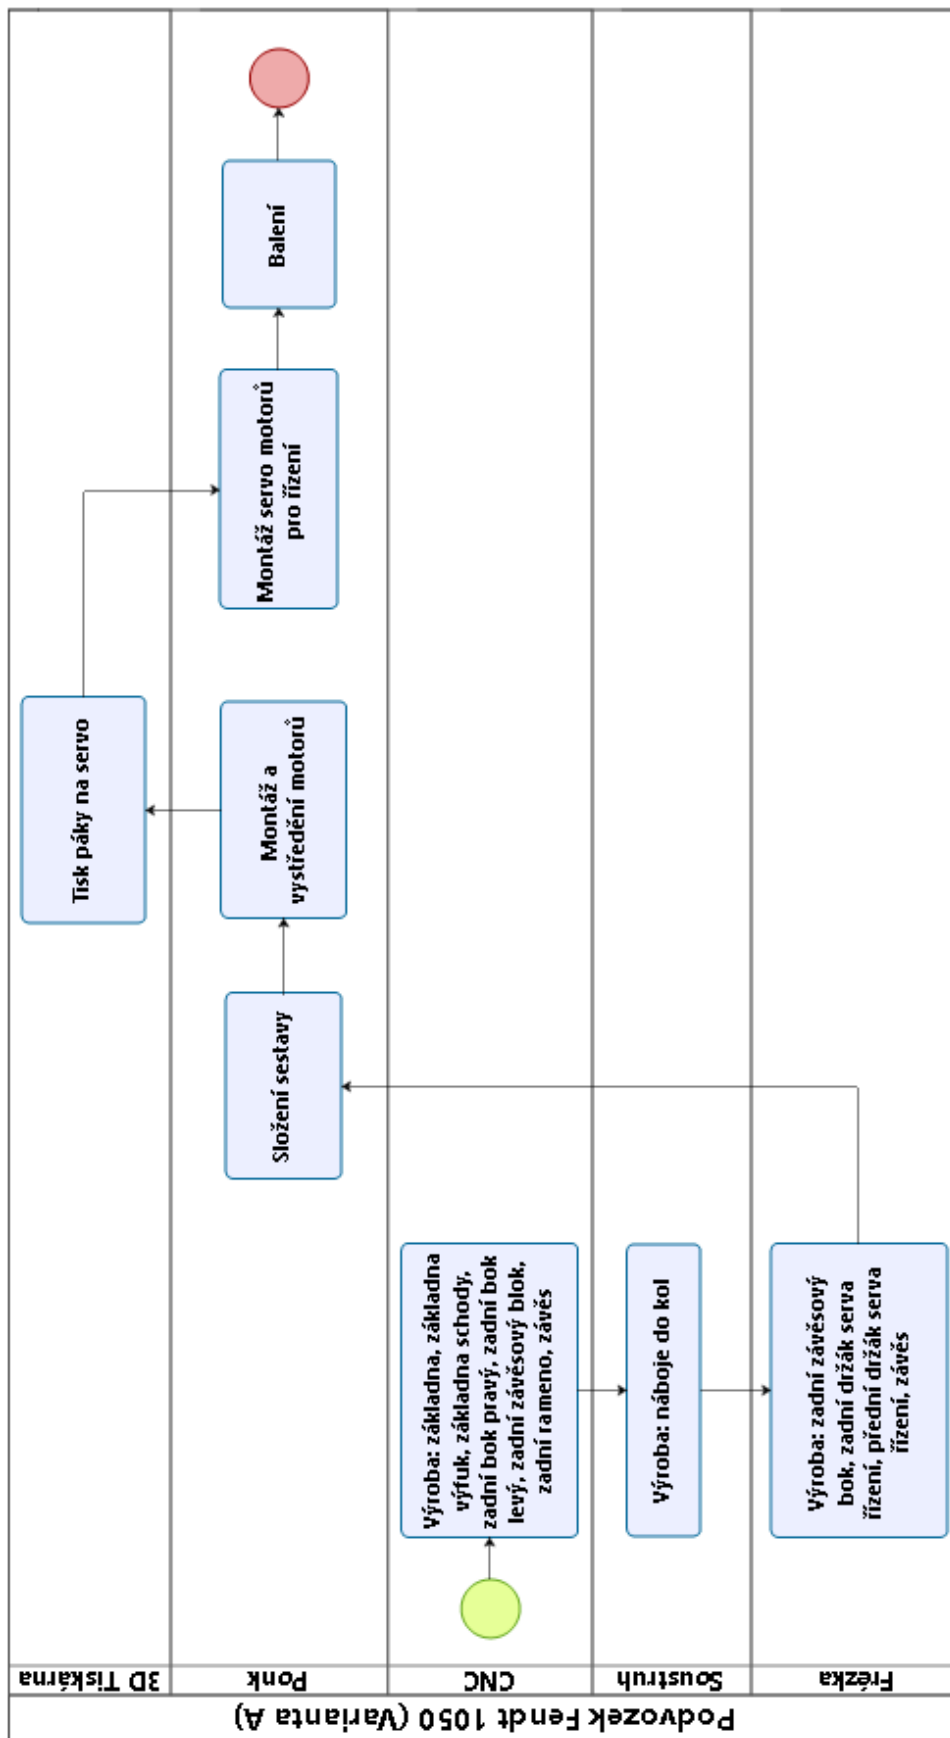 Podvozek Fendt 1050 (Varianta A)
3D Tiskárna
Ponk
CNC
Soustruh
Frézka
Výroba: základna, základna
výfuk, základna schody,
zadní bok pravý, zadní bok
levý, zadní závěsový blok,
zadní rameno, závěs
Výroba: náboje do kol
Výroba: zadní závěsový
bok, zadní držák serva
řízení, přední držák serva
řízení, závěs
Složení sestavy
Montáž a
vystředění motorů
Tisk páky na servo
Montáž servo motorů
pro řízení
Balení